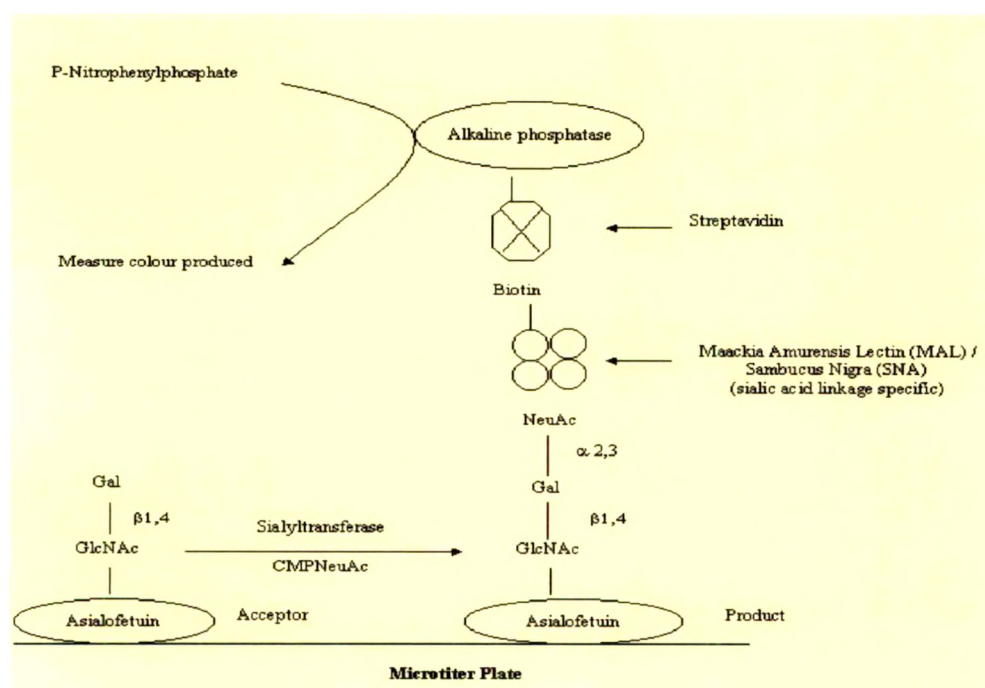 P-Nitrophenylphosphate
Alkaline phosphatase
Streptavidin
Measure colour produced
Biotin
Maackia Amurensis Lectin (MAL) /
Sambucus Nigra (SNA)
(sialic acid linkage specific)
NeuAc
α 2,3
Gal
Gal
β1,4
β1,4
Sialyltransferase
GlcNAc
GlcNAc
CMPNeuAc
Asialofetuin
Acceptor
Asialofetuin
Product
Microtiter Plate